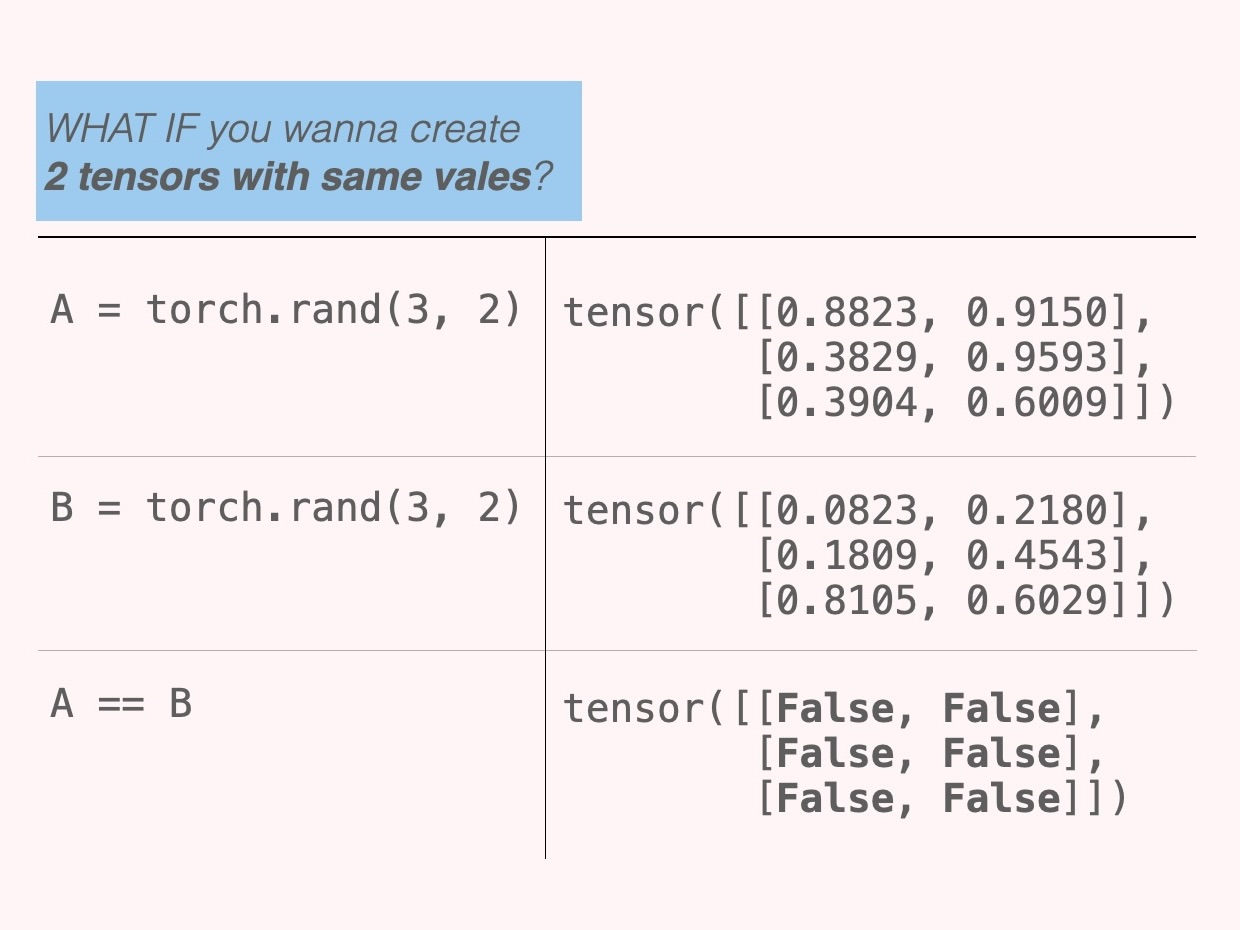 WHAT IF you wanna create
2 tensors with same vales?
A = torch.rand(3, 2)
tensor([[0.8823, 0.9150],
[0.3829, 0.9593],
[0.3904, 0.6009]])
B = torch.rand(3, 2)
tensor([[0.0823, 0.2180],
[0.1809, 0.4543],
[0.8105, 0.6029]])
A == B
tensor([[False, False],
[False, False],
[False, False]])